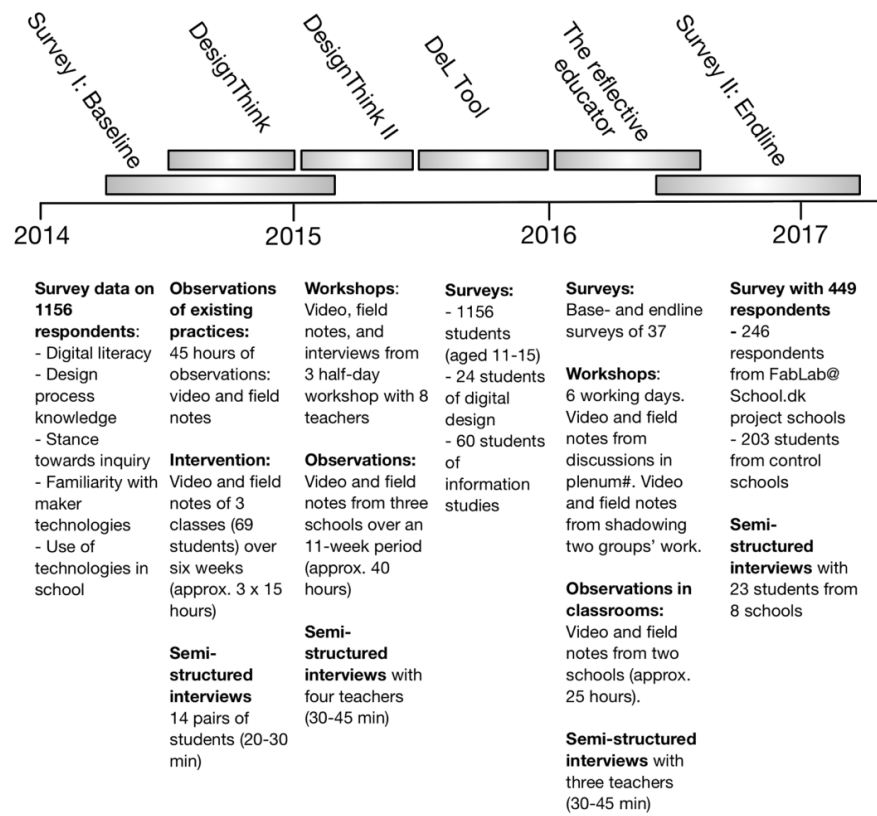 Survey I: Baseline
DesignThink
DesignThink II
DeL Tool
The reflective
educator
Survey II: Endline
2014
2015
2016
2017
Survey data on
1156
respondents:
- Digital literacy
- Design
process
knowledge
- Stance
towards inquiry
- Familiarity with
maker
technologies
- Use of
technologies in
school
Observations
of existing
practices:
45 hours of
observations:
video and field
notes
Intervention:
Video and field
notes of 3
classes (69
students) over
six weeks
(approx. 3 x 15
hours)
Semi-
structured
interviews
14 pairs of
students (20-30
min)
Workshops:
Video, field
notes, and
interviews from
3 half-day
workshop with 8
teachers
Observations:
Video and field
notes from three
schools over an
11-week period
(approx. 40
hours)
Semi-
structured
interviews with
four teachers
(30-45 min)
Surveys:
- 1156
students
(aged 11-15)
- 24 students
of digital
design
- 60 students
of
information
studies
Surveys:
Base- and endline
surveys of 37
Workshops:
6 working days.
Video and field
notes from
discussions in
plenum#. Video
and field notes
from shadowing
two groups' work.
Observations in
classrooms:
Video and field
notes from two
schools (approx.
25 hours).
Semi-structured
interviews with
three teachers
(30-45 min)
Survey with 449
respondents
- 246
respondents
from FabLab@
School.dk
project schools
- 203 students
from control
schools
Semi-
structured
interviews with
23 students from
8 schools